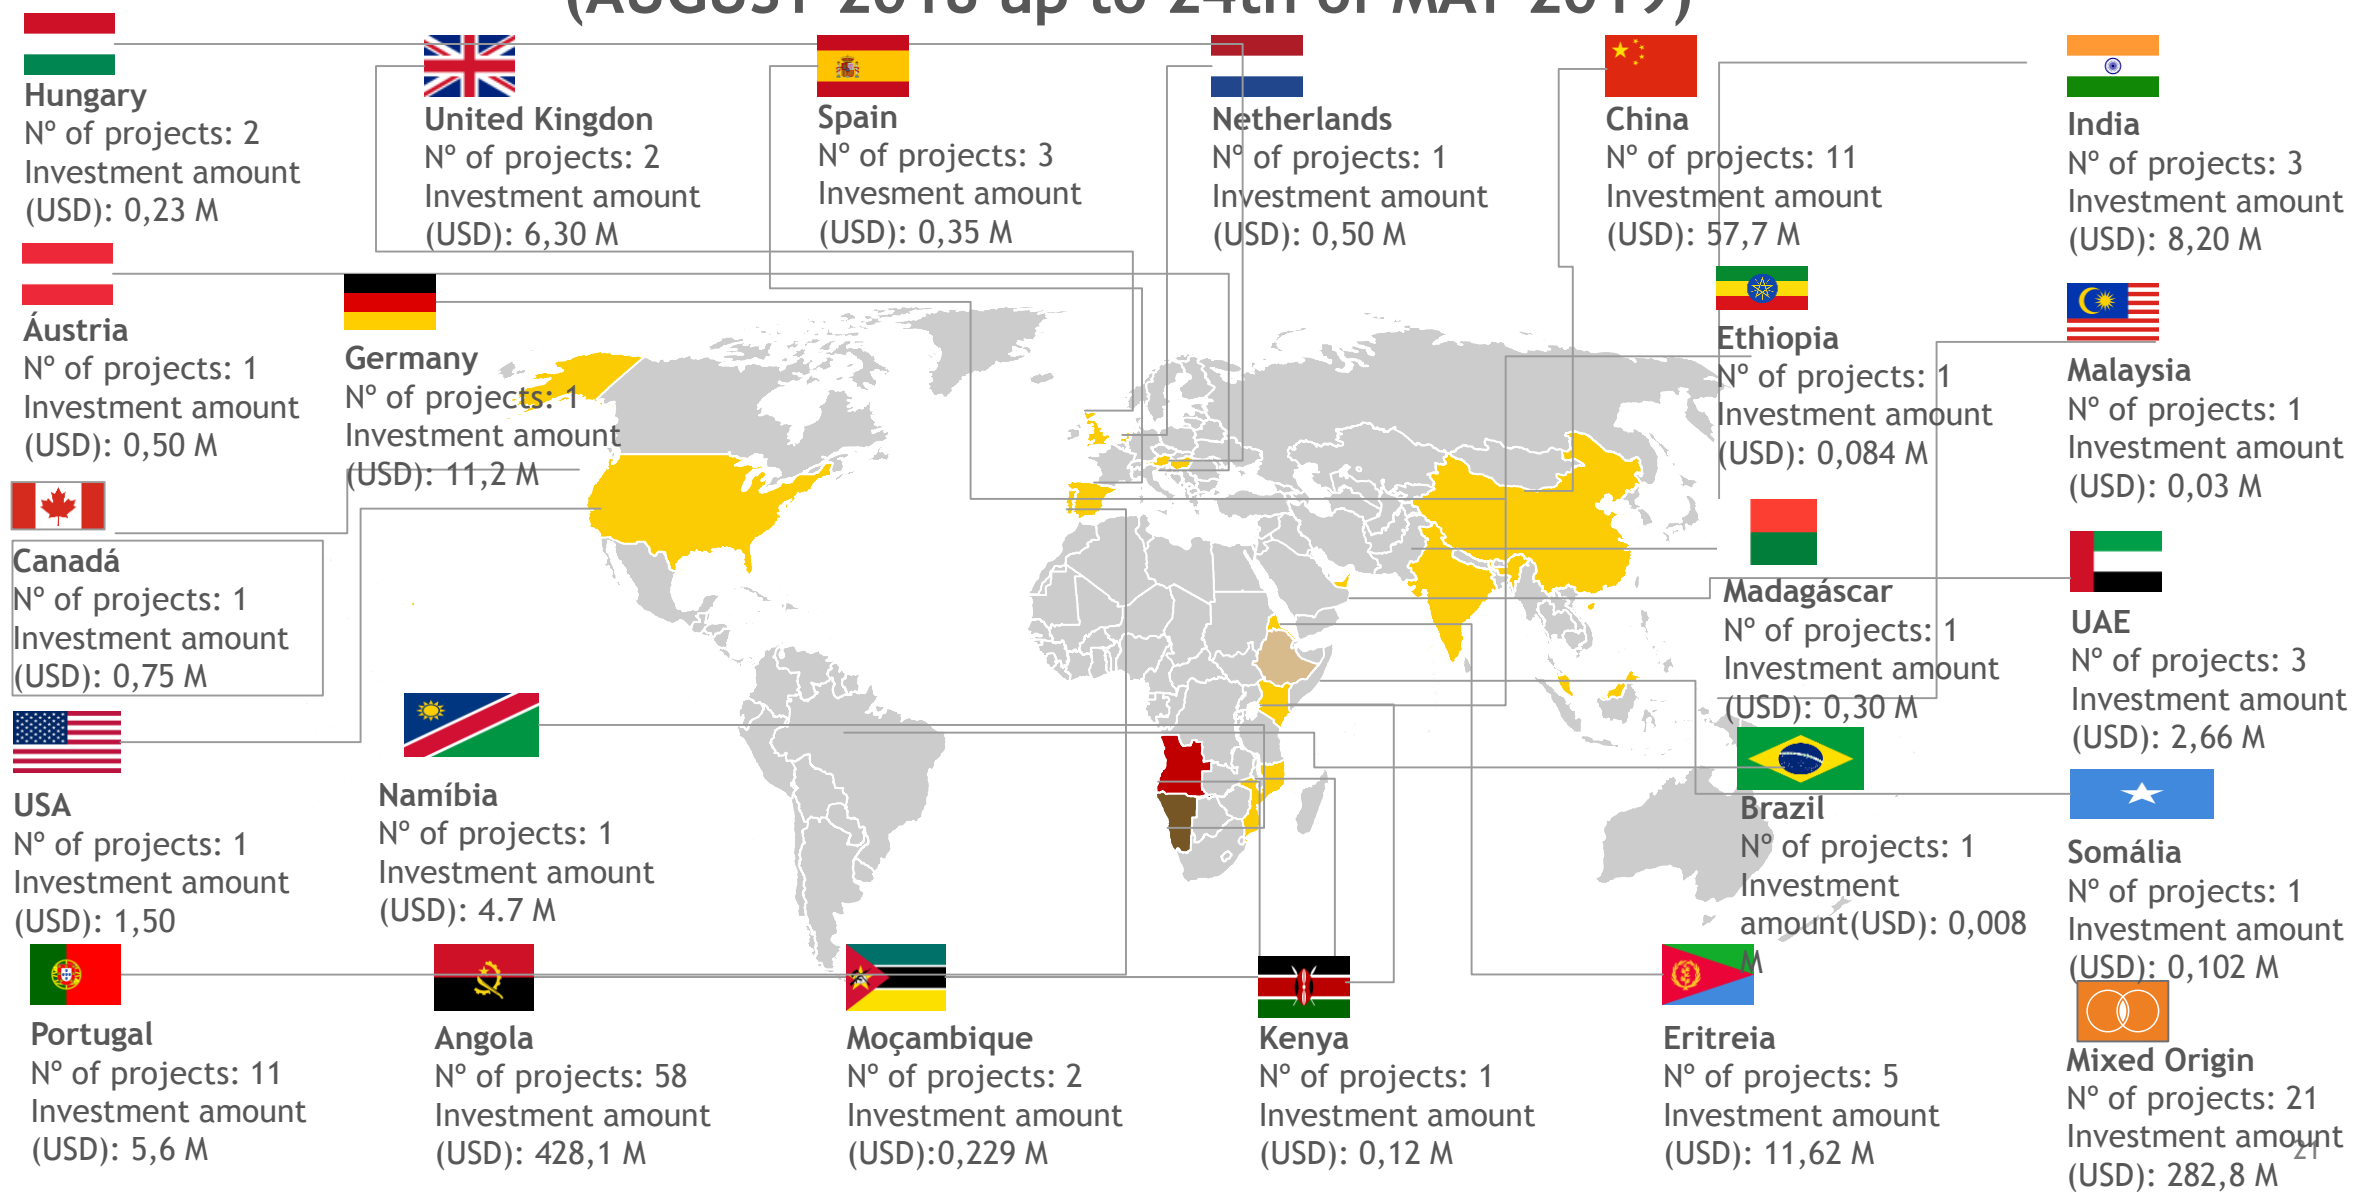 (AUGUST 2018 up to 24th of MAY 2019)
Hungary
Nº of projects: 2
Investment amount
(USD): 0,23 M
United Kingdon
Nº of projects: 2
Investment amount
(USD): 6,30 M
Spain
Nº of projects: 3
Invesment amount
(USD): 0,35 M
Netherlands
Nº of projects: 1
Investment amount
(USD): 0,50 M
China
Nº of projects: 11
Investment amount
(USD): 57,7 M
India
Nº of projects: 3
Investment amount
(USD): 8,20 M
Áustria
Nº of projects: 1
Investment amount
(USD): 0,50 M
Germany
Nº of projects: 1
Investment amount
(USD): 11,2 M
Ethiopia
Nº of projects: 1
Investment amount
(USD): 0,084 M
Malaysia
Nº of projects: 1
Investment amount
(USD): 0,03 M
Canadá
Nº of projects: 1
Investment amount
(USD): 0,75 M
Madagáscar
Nº of projects: 1
Investment amount
(USD): 0,30 M
UAE
Nº of projects: 3
Investment amount
(USD): 2,66 M
USA
Nº of projects: 1
Investment amount
(USD): 1,50
Namíbia
Nº of projects: 1
Investment amount
(USD): 4.7 M
Brazil
Nº of projects: 1
Investment
amount(USD): 0,008
M
Somália
Nº of projects: 1
Investment amount
(USD): 0,102 M
Portugal
Nº of projects: 11
Investment amount
(USD): 5,6 M
Angola
Nº of projects: 58
Investment amount
(USD): 428,1 M
Moçambique
Nº of projects: 2
Investment amount
(USD):0,229 M
Kenya
Nº of projects: 1
Investment amount
(USD): 0,12 M
Eritreia
Nº of projects: 5
Investment amount
(USD): 11,62 M
Mixed Origin
Nº of projects: 21
Investment amount
(USD): 282,8 M
21